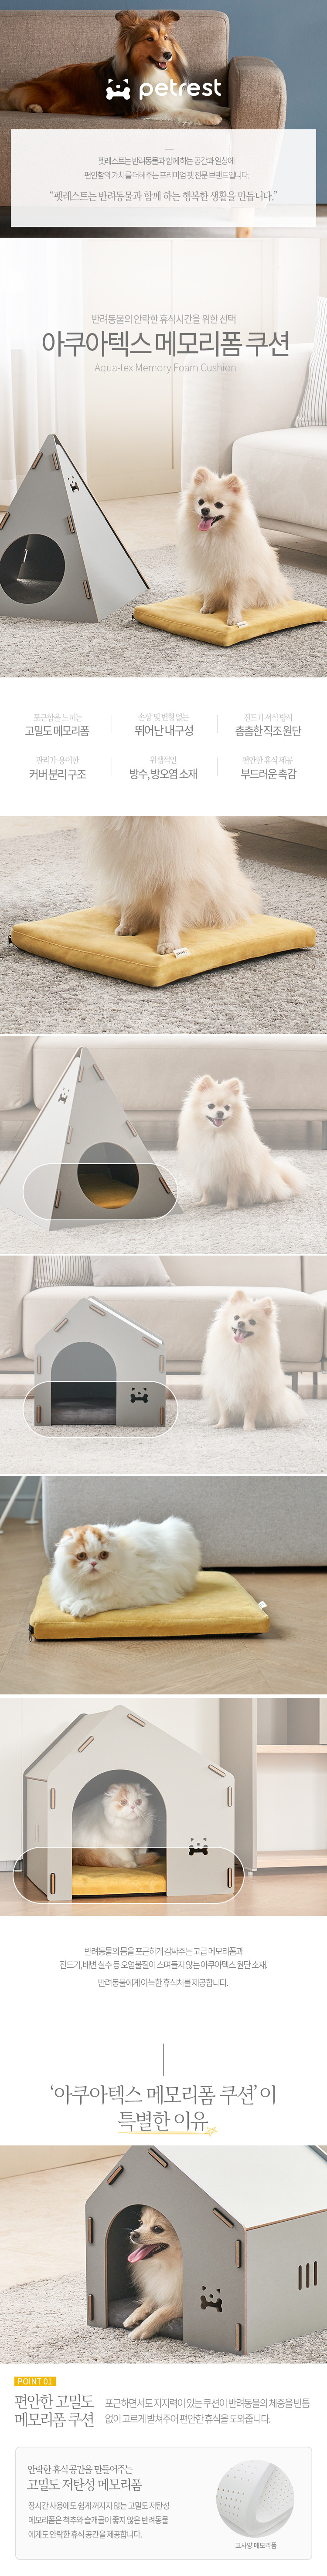 petrest
펫레스트는 반려동물과 함께 하는 공간과 일상에
편안함의 가치를 더해주는 프리미엄 펫 전문 브랜드입니다.
“펫레스트는 반려동물과 함께 하는 행복한 생활을 만듭니다.”
반려동물의 안락한 휴식시간을 위한 선택
아쿠아텍스 메모리폼 쿠션
Aqua-tex Memory Foam Cushion
포근함을 느끼는
고밀도 메모리폼
손상 및 변형 없는
뛰어난 내구성
진드기 서식 방지
촘촘한 직조 원단
관리가 용이한
커버 분리 구조
위생적인
방수, 방오염 소재
편안한 휴식 제공
부드러운 촉감
반려동물의 몸을 포근하게 감싸주는 고급 메모리폼과
진드기, 배변 실수 등 오염물질이 스며들지 않는 아쿠아텍스 원단 소재.
반려동물에게 아늑한 휴식처를 제공합니다.
‘아쿠아텍스 메모리폼 쿠션’이
특별한 이유
POINT 01
편안한 고밀도
메모리폼 쿠션
포근하면서도 지지력이 있는 쿠션이 반려동물의 체중을 빈틈
없이 고르게 받쳐주어 편안한 휴식을 도와줍니다.
안락한 휴식 공간을 만들어주는
고밀도 저탄성 메모리폼
장시간 사용에도 쉽게 꺼지지 않는 고밀도 저탄성
메모리폼은 척추와 슬개골이 좋지 않은 반려동물
에게도 안락한 휴식 공간을 제공합니다.
고사양 메모리폼